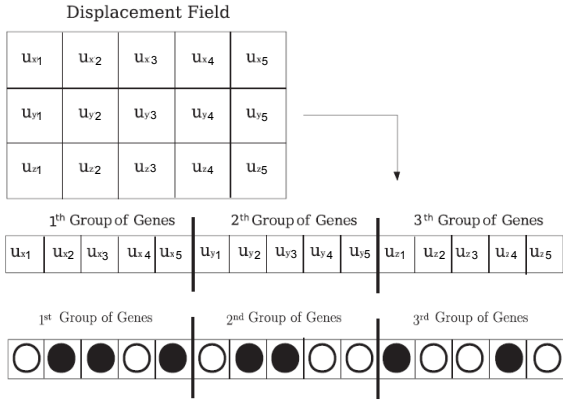 Displacement Field
ux1 ux2 ux3 ux4 ux5
uy1 uy2 uy3 uy4 uy5
uz1 uz2 uz3 uz4 uz5
1th Group of Genes 2th Group of Genes 3th Group of Genes
ux1 ux2 ux3 ux4 ux5 uy1 uy2 uy3 uy4 uy5 uz1 uz2 uz3 uz4 uz5
1st Group of Genes 2nd Group of Genes 3rd Group of Genes